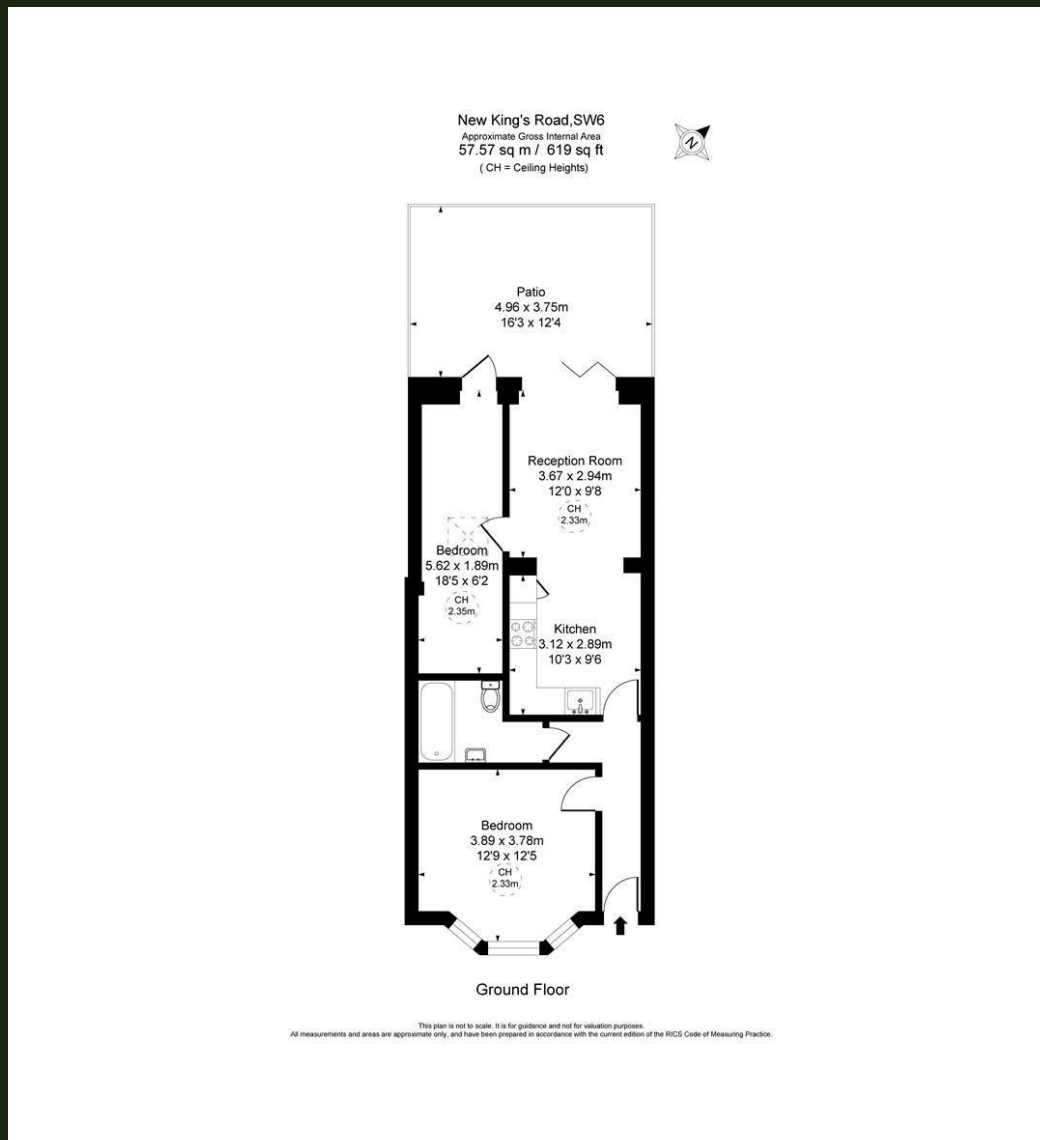 New King's Road,SW6
Approximate Gross Internal Area
57.57 sq m / 619 sq ft
( CH = Ceiling Heights)
N
Patio
4.96 x 3.75m
16'3 x 12'4
Reception Room
3.67 x 2.94m
12'0 x 9'8
CH
2.33m
Bedroom
5.62 x 1.89m
18'5 x 6'2
CH
2.35m
Kitchen
3.12 x 2.89m
10'3 x 9'6
Bedroom
3.89 x 3.78m
12'9 x 12'5
CH
2.33m
Ground Floor
This plan is not to scale. It is for guidance and not for valuation purposes.
All measurements and areas are approximate only, and have been prepared in accordance with the current edition of the RICS Code of Measuring Practice.